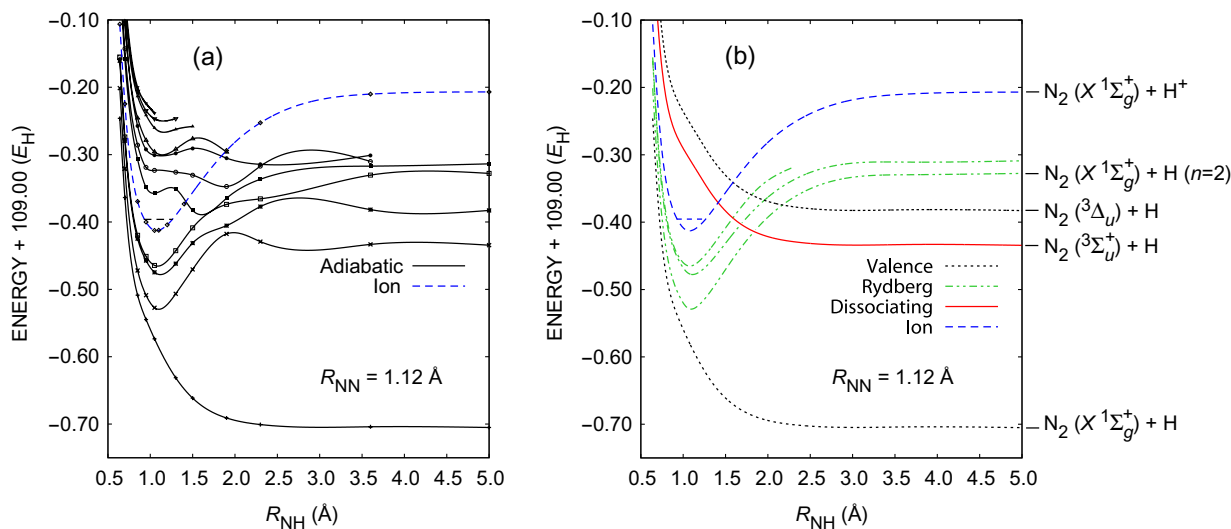 (a)
ENERGY + 109.00 (E_H)
−0.10
−0.20
−0.30
−0.40
−0.50
−0.60
−0.70
Adiabatic
Ion
R_NN = 1.12 Å
0.5 1.0 1.5 2.0 2.5 3.0 3.5 4.0 4.5 5.0
R_NH (Å)
(b)
ENERGY + 109.00 (E_H)
−0.10
−0.20
−0.30
−0.40
−0.50
−0.60
−0.70
Valence
Rydberg
Dissociating
Ion
R_NN = 1.12 Å
0.5 1.0 1.5 2.0 2.5 3.0 3.5 4.0 4.5 5.0
R_NH (Å)
N₂ (X ¹Σ_g⁺) + H⁺
N₂ (X ¹Σ_g⁺) + H (n=2)
N₂ (³Δ_u) + H
N₂ (³Σ_u⁺) + H
N₂ (X ¹Σ_g⁺) + H